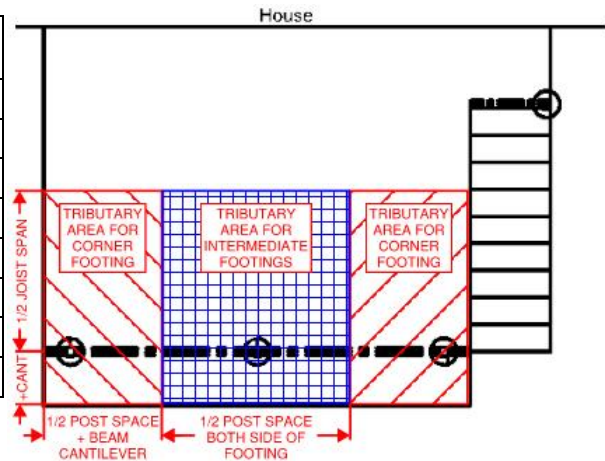 House
TRIBUTARY
AREA FOR
CORNER
FOOTING
TRIBUTARY
AREA FOR
INTERMEDIATE
FOOTINGS
TRIBUTARY
AREA FOR
CORNER
FOOTING
1/2 JOIST SPAN
+CANT
1/2 POST SPACE
+ BEAM
CANTILEVER
1/2 POST SPACE
BOTH SIDE OF
FOOTING